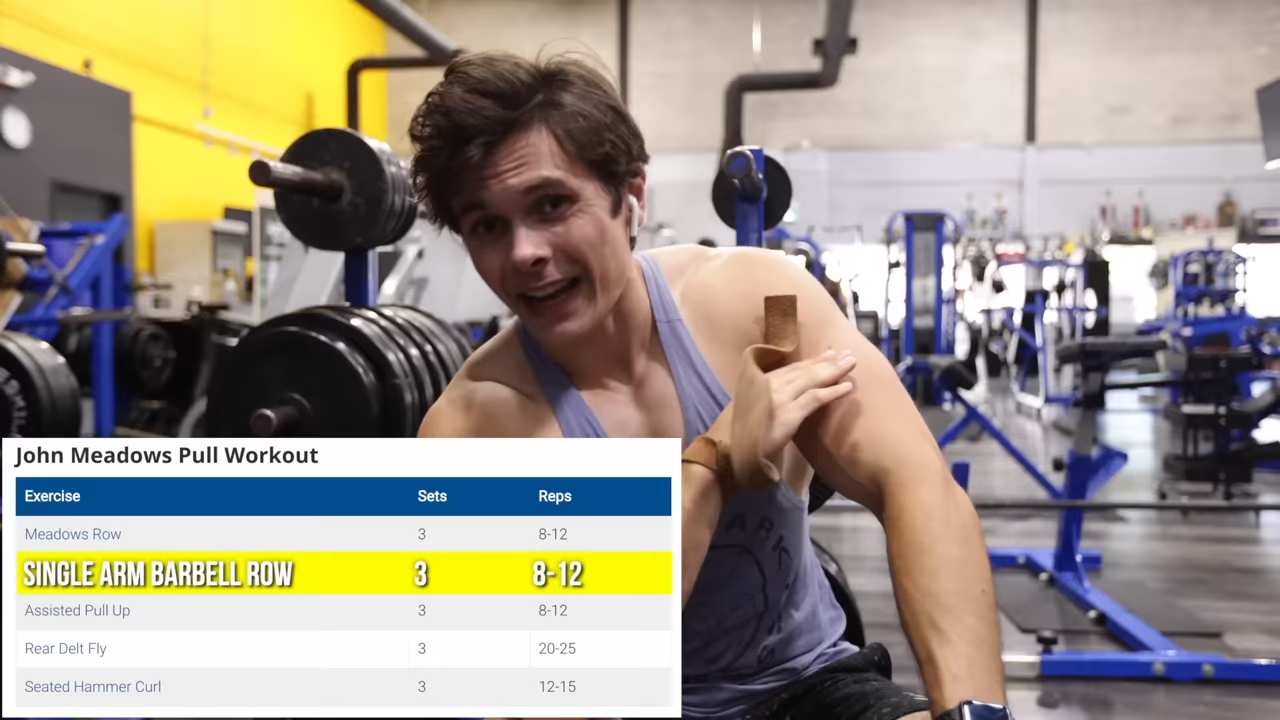 John Meadows Pull Workout
Exercise Sets Reps
Meadows Row 3 8-12
SINGLE ARM BARBELL ROW 3 8-12
Assisted Pull Up 3 8-12
Rear Delt Fly 3 20-25
Seated Hammer Curl 3 12-15
ARK